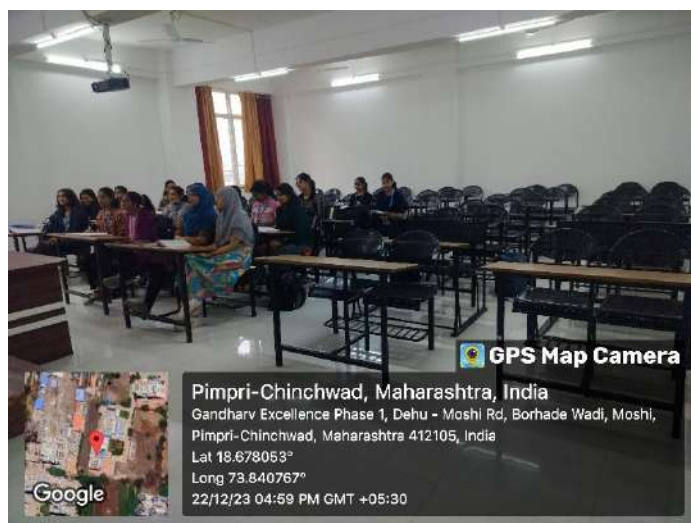 GPS Map Camera
Pimpri-Chinchwad, Maharashtra, India
Gandharv Excellence Phase 1, Dehu - Moshi Rd, Borhade Wadi, Moshi,
Pimpri-Chinchwad, Maharashtra 412105, India
Lat 18.678053°
Long 73.840767°
22/12/23 04:59 PM GMT +05:30
Google